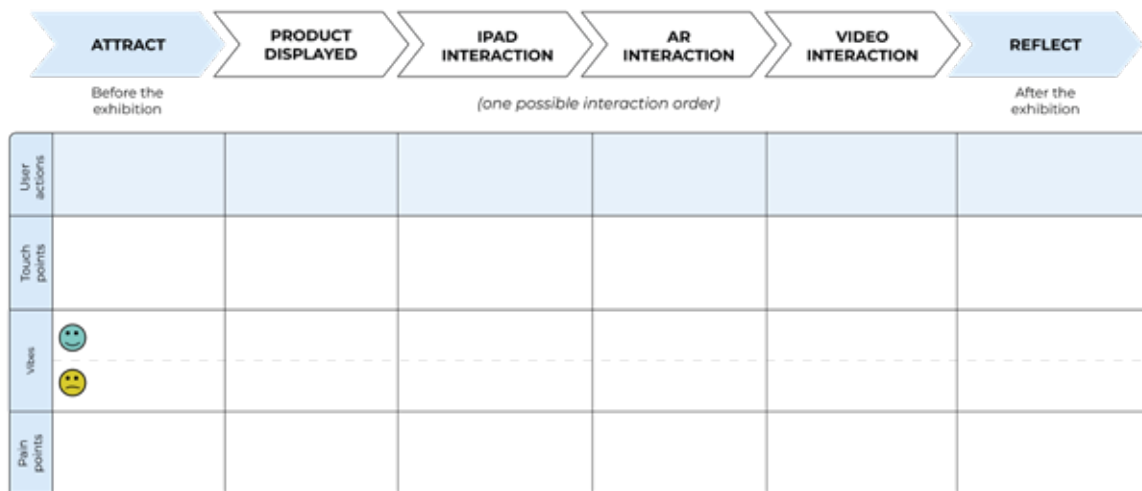 ATTRACT
PRODUCT
DISPLAYED
IPAD
INTERACTION
AR
INTERACTION
VIDEO
INTERACTION
REFLECT
Before the
exhibition
(one possible interaction order)
After the
exhibition
User
actions
Touch
points
Vibes
Pain
points